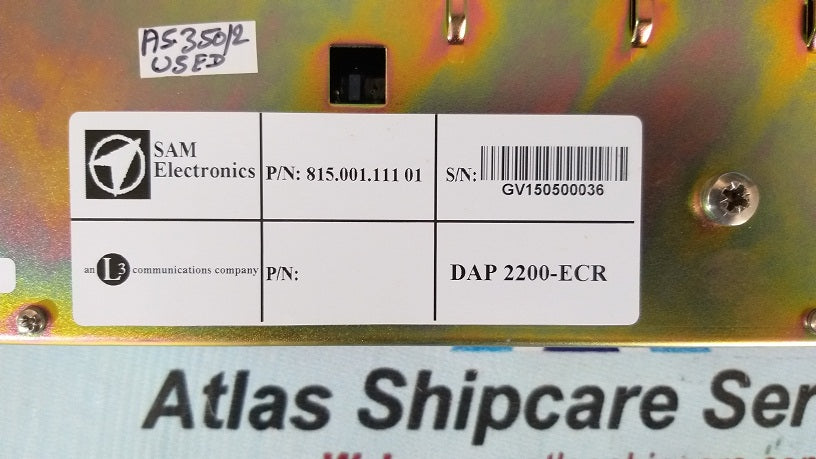 AS350/2
USED
SAM
Electronics
P/N: 815.001.111 01
S/N:
GV150500036
an L3 communications company
P/N:
DAP 2200-ECR
Atlas Shipcare Ser